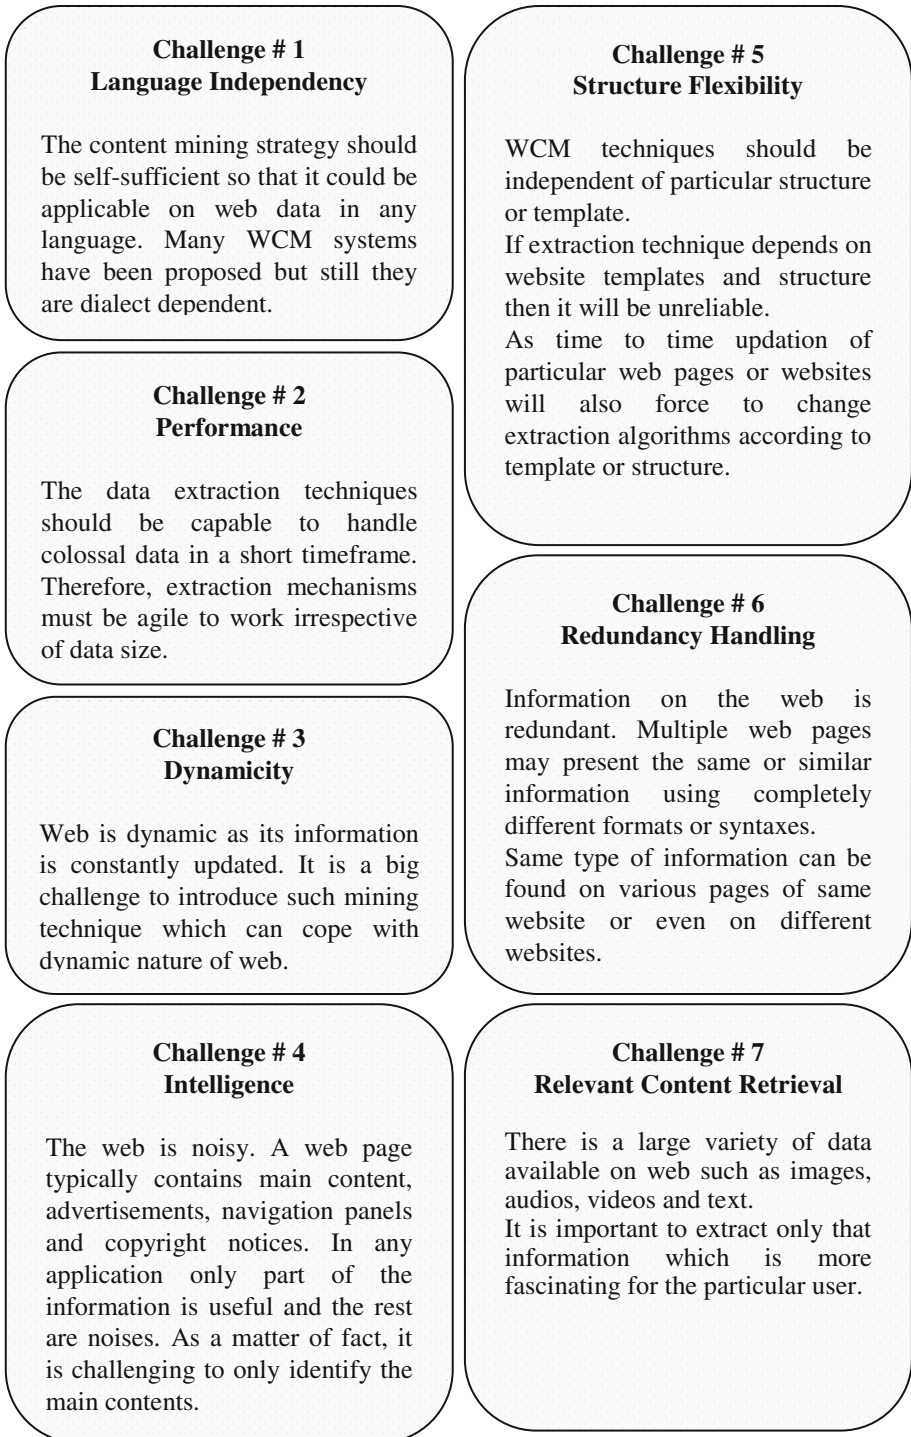 Challenge # 1
Language Independency
The content mining strategy should
be self-sufficient so that it could be
applicable on web data in any
language. Many WCM systems
have been proposed but still they
are dialect dependent.
Challenge # 2
Performance
The data extraction techniques
should be capable to handle
colossal data in a short timeframe.
Therefore, extraction mechanisms
must be agile to work irrespective
of data size.
Challenge # 3
Dynamicity
Web is dynamic as its information
is constantly updated. It is a big
challenge to introduce such mining
technique which can cope with
dynamic nature of web.
Challenge # 4
Intelligence
The web is noisy. A web page
typically contains main content,
advertisements, navigation panels
and copyright notices. In any
application only part of the
information is useful and the rest
are noises. As a matter of fact, it
is challenging to only identify the
main contents.
Challenge # 5
Structure Flexibility
WCM techniques should be
independent of particular structure
or template.
If extraction technique depends on
website templates and structure
then it will be unreliable.
As time to time updation of
particular web pages or websites
will also force to change
extraction algorithms according to
template or structure.
Challenge # 6
Redundancy Handling
Information on the web is
redundant. Multiple web pages
may present the same or similar
information using completely
different formats or syntaxes.
Same type of information can be
found on various pages of same
website or even on different
websites.
Challenge # 7
Relevant Content Retrieval
There is a large variety of data
available on web such as images,
audios, videos and text.
It is important to extract only that
information which is more
fascinating for the particular user.